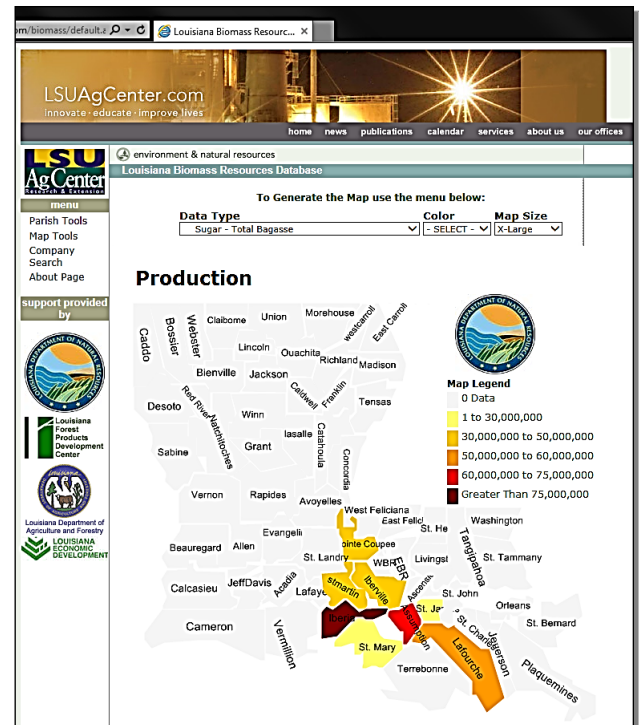 om/biomass/default.a
Louisiana Biomass Resourc...
LSUAgCenter.com
innovate·educate·improve lives
home news publications calendar services about us our offices
LSU
AgCenter
Research & Extension
environment & natural resources
Louisiana Biomass Resources Database
menu
Parish Tools
Map Tools
Company
Search
About Page
support provided
by
Louisiana
Forest
Products
Development
Center
Louisiana Department of
Agriculture and Forestry
LOUISIANA
ECONOMIC
DEVELOPMENT
To Generate the Map use the menu below:
Data Type Color Map Size
Sugar - Total Bagasse - SELECT - X-Large
Production
Map Legend
0 Data
1 to 30,000,000
30,000,000 to 50,000,000
50,000,000 to 60,000,000
60,000,000 to 75,000,000
Greater Than 75,000,000
Caddo
Bossier
Webster
Claiborne
Union
Morehouse
westcarroll
East Carroll
Lincoln
Ouachita
Richland
Madison
Bienville
Jackson
Caldwell
Franklin
Tensas
Desoto
Red River
Natchitoches
Winn
lasalle
Catahoula
Concordia
Sabine
Grant
Vernon
Rapides
Avoyelles
West Feliciana
East Felici
St. He
Washington
Tangipahoa
Evangeli
ointe Coupee
Beauregard
Allen
St. Landry
WBR
EBR
Livingst
St. Tammany
Calcasieu
JeffDavis
Acadia
Lafaye
stmartin
Iberville
Ascensi
St. John
Orleans
Cameron
Vermillion
Iberia
Assumption
St. Ja
St. Charles
Jefferson
St. Bernard
St. Mary
Lafourche
Terrebonne
Plaquemines